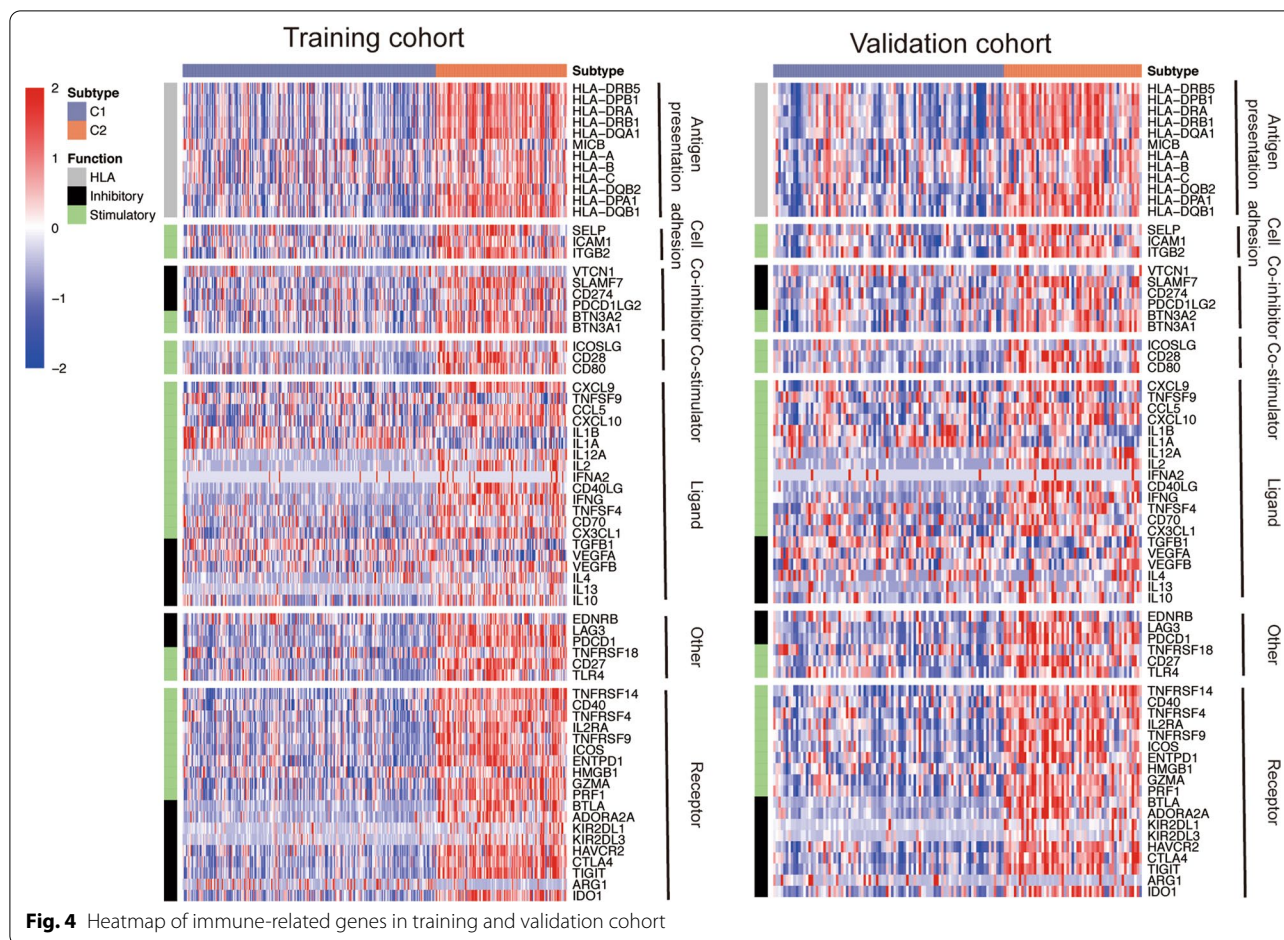 Training cohort
Validation cohort
2
1
0
−1
−2
Subtype
C1
C2
Function
HLA
Inhibitory
Stimulatory
Subtype
HLA−DRB5
HLA−DPB1
HLA−DRA
HLA−DRB1
HLA−DQA1
MICB
HLA−A
HLA−B
HLA−C
HLA−DQB2
HLA−DPA1
HLA−DQB1
SELP
ICAM1
ITGB2
VTCN1
SLAMF7
CD274
PDCD1LG2
BTN3A2
BTN3A1
ICOSLG
CD28
CD80
CXCL9
TNFSF9
CCL5
CXCL10
IL1B
IL1A
IL12A
IL2
IFNA2
CD40LG
IFNG
TNFSF4
CD70
CX3CL1
TGFB1
VEGFA
VEGFB
IL4
IL13
IL10
EDNRB
LAG3
PDCD1
TNFRSF18
CD27
TLR4
TNFRSF14
CD40
TNFRSF4
IL2RA
TNFRSF9
ICOS
ENTPD1
HMGB1
GZMA
PRF1
BTLA
ADORA2A
KIR2DL1
KIR2DL3
HAVCR2
CTLA4
TIGIT
ARG1
IDO1
Antigen
presentation
Cell
adhesion
Co-inhibitor
Co-stimulator
Ligand
Other
Receptor
Subtype
HLA−DRB5
HLA−DPB1
HLA−DRA
HLA−DRB1
HLA−DQA1
MICB
HLA−A
HLA−B
HLA−C
HLA−DQB2
HLA−DPA1
HLA−DQB1
SELP
ICAM1
ITGB2
VTCN1
SLAMF7
CD274
PDCD1LG2
BTN3A2
BTN3A1
ICOSLG
CD28
CD80
CXCL9
TNFSF9
CCL5
CXCL10
IL1B
IL1A
IL12A
IL2
IFNA2
CD40LG
IFNG
TNFSF4
CD70
CX3CL1
TGFB1
VEGFA
VEGFB
IL4
IL13
IL10
EDNRB
LAG3
PDCD1
TNFRSF18
CD27
TLR4
TNFRSF14
CD40
TNFRSF4
IL2RA
TNFRSF9
ICOS
ENTPD1
HMGB1
GZMA
PRF1
BTLA
ADORA2A
KIR2DL1
KIR2DL3
HAVCR2
CTLA4
TIGIT
ARG1
IDO1
Antigen
presentation
Cell
adhesion
Co-inhibitor
Co-stimulator
Ligand
Other
Receptor
Fig. 4 Heatmap of immune-related genes in training and validation cohort